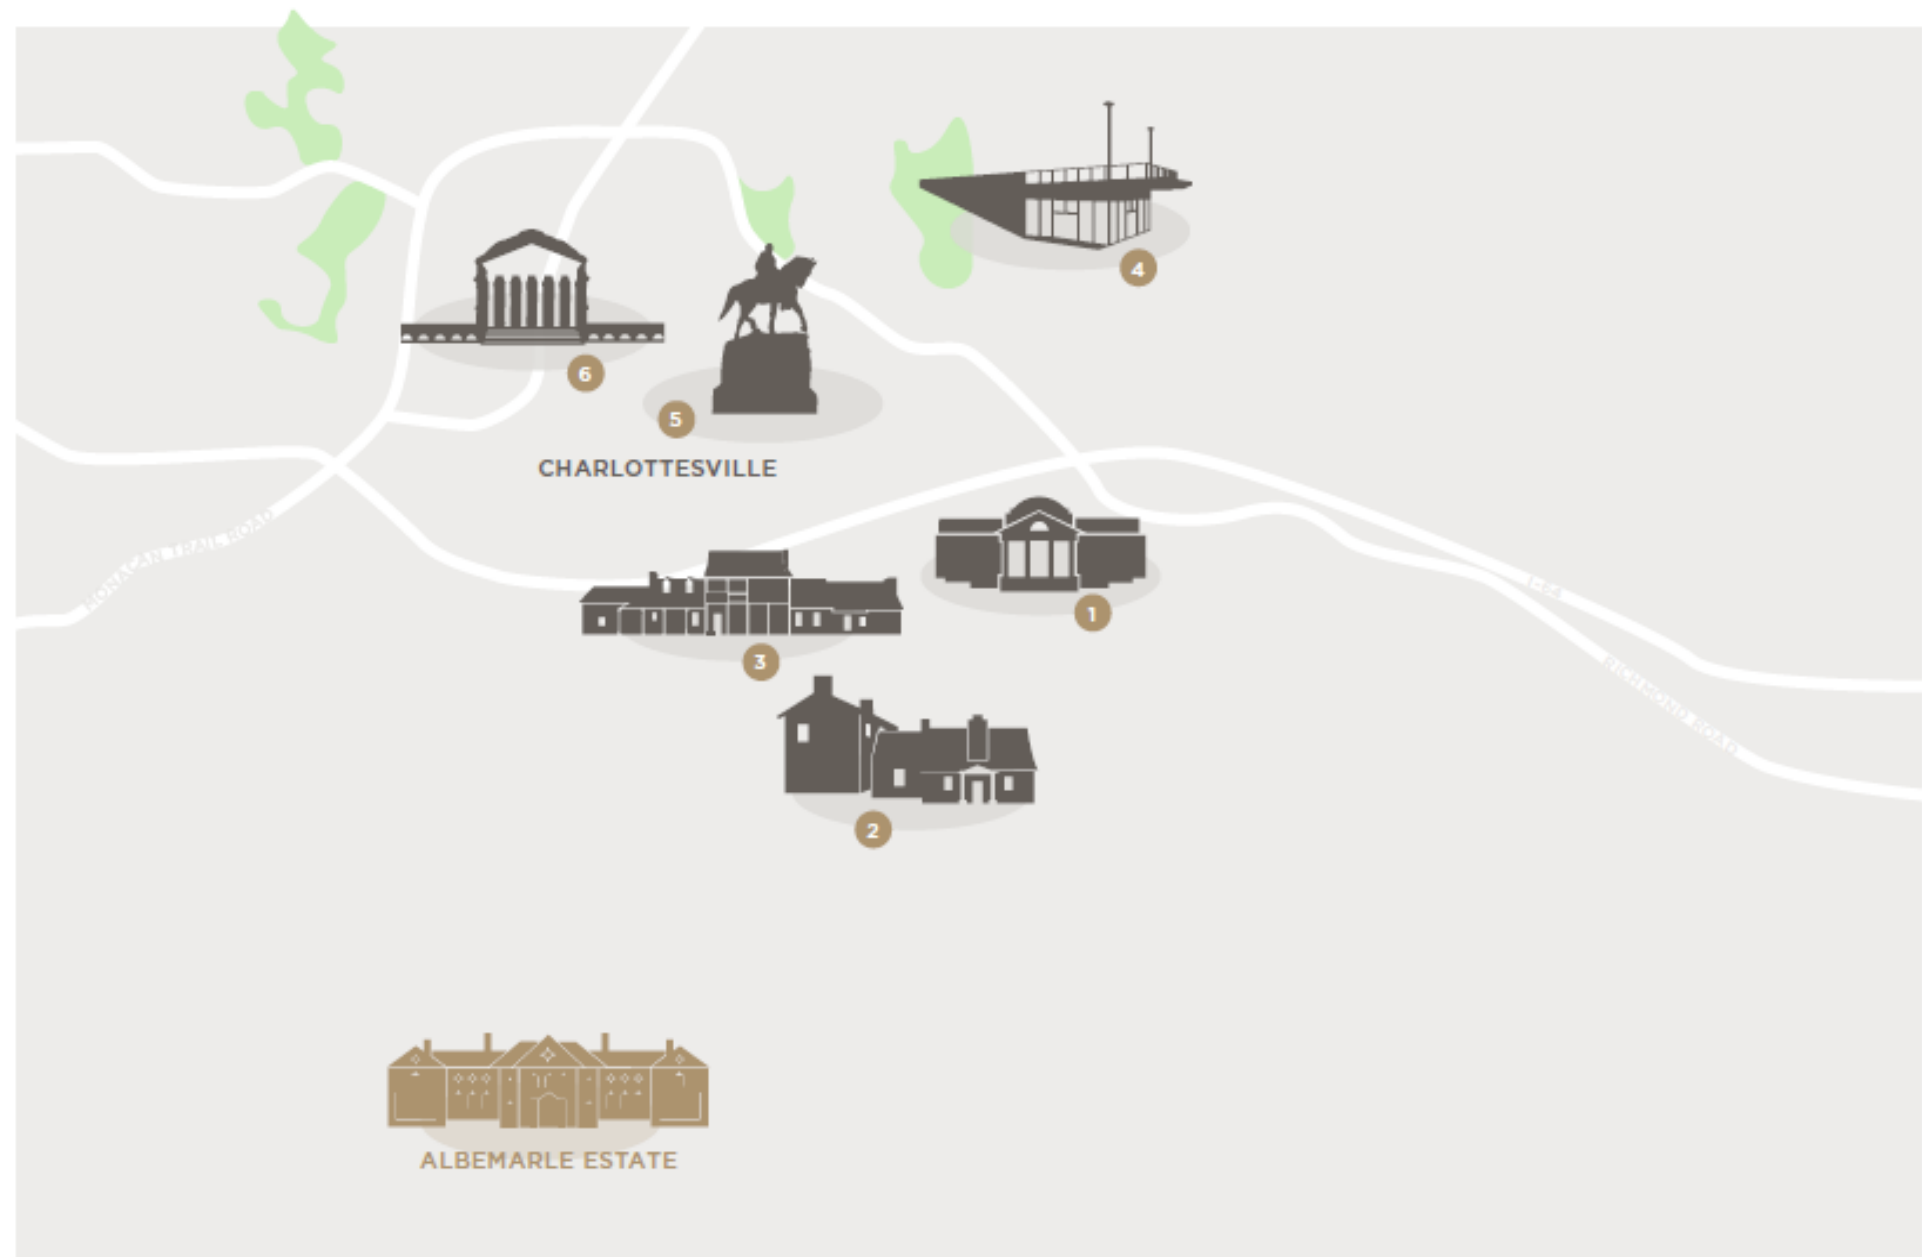 4
6
5
CHARLOTTESVILLE
MONACAN TRAIL ROAD
I-64
1
3
RICHMOND ROAD
2
ALBEMARLE ESTATE